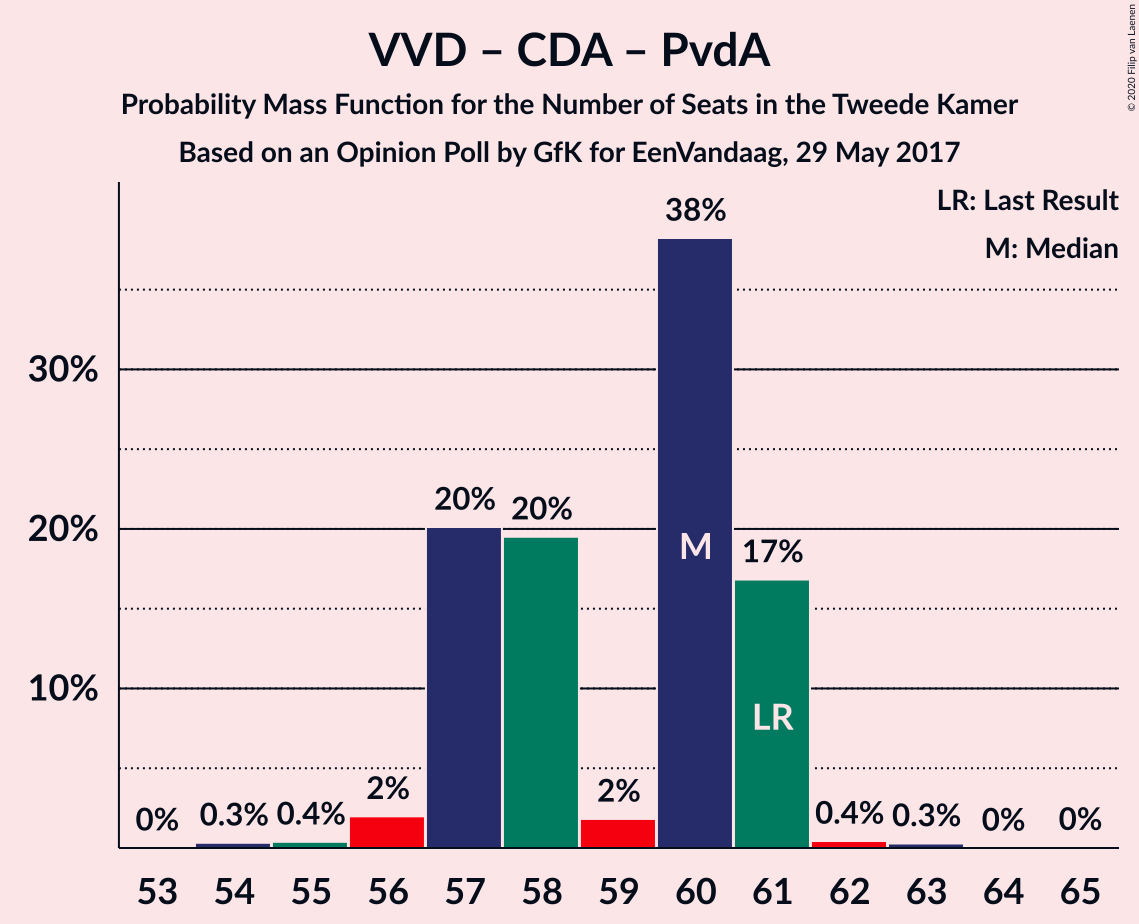 VVD – CDA – PvdA
Probability Mass Function for the Number of Seats in the Tweede Kamer
Based on an Opinion Poll by GfK for EenVandaag, 29 May 2017
© 2020 Filip van Laenen
LR: Last Result
M: Median
30%
20%
10%
0%
0.3%
0.4%
2%
20%
20%
2%
38%
17%
0.4%
0.3%
0%
0%
M
LR
53 54 55 56 57 58 59 60 61 62 63 64 65